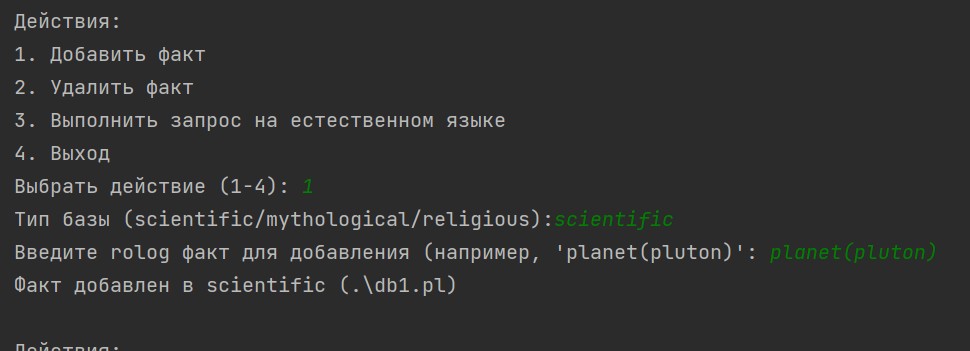 Действия:
1. Добавить факт
2. Удалить факт
3. Выполнить запрос на естественном языке
4. Выход
Выбрать действие (1-4): 1
Тип базы (scientific/mythological/religious):scientific
Введите rolog факт для добавления (например, 'planet(pluton)': planet(pluton)
Факт добавлен в scientific (.\db1.pl)
Действия: